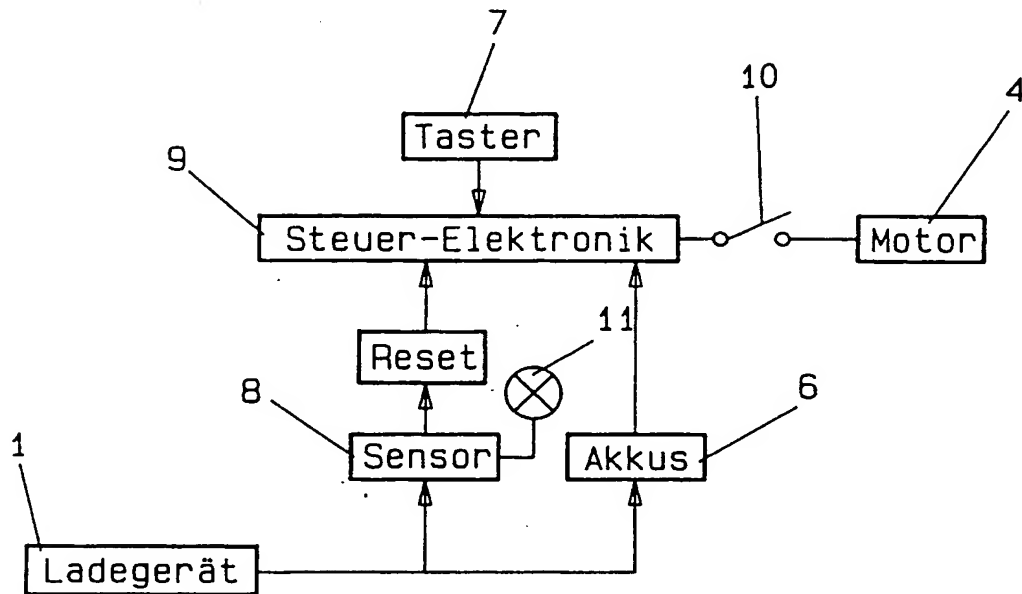 7
10
4
Taster
9
Steuer-Elektronik
Motor
11
Reset
8
6
Sensor
Akkus
1
Ladegerät